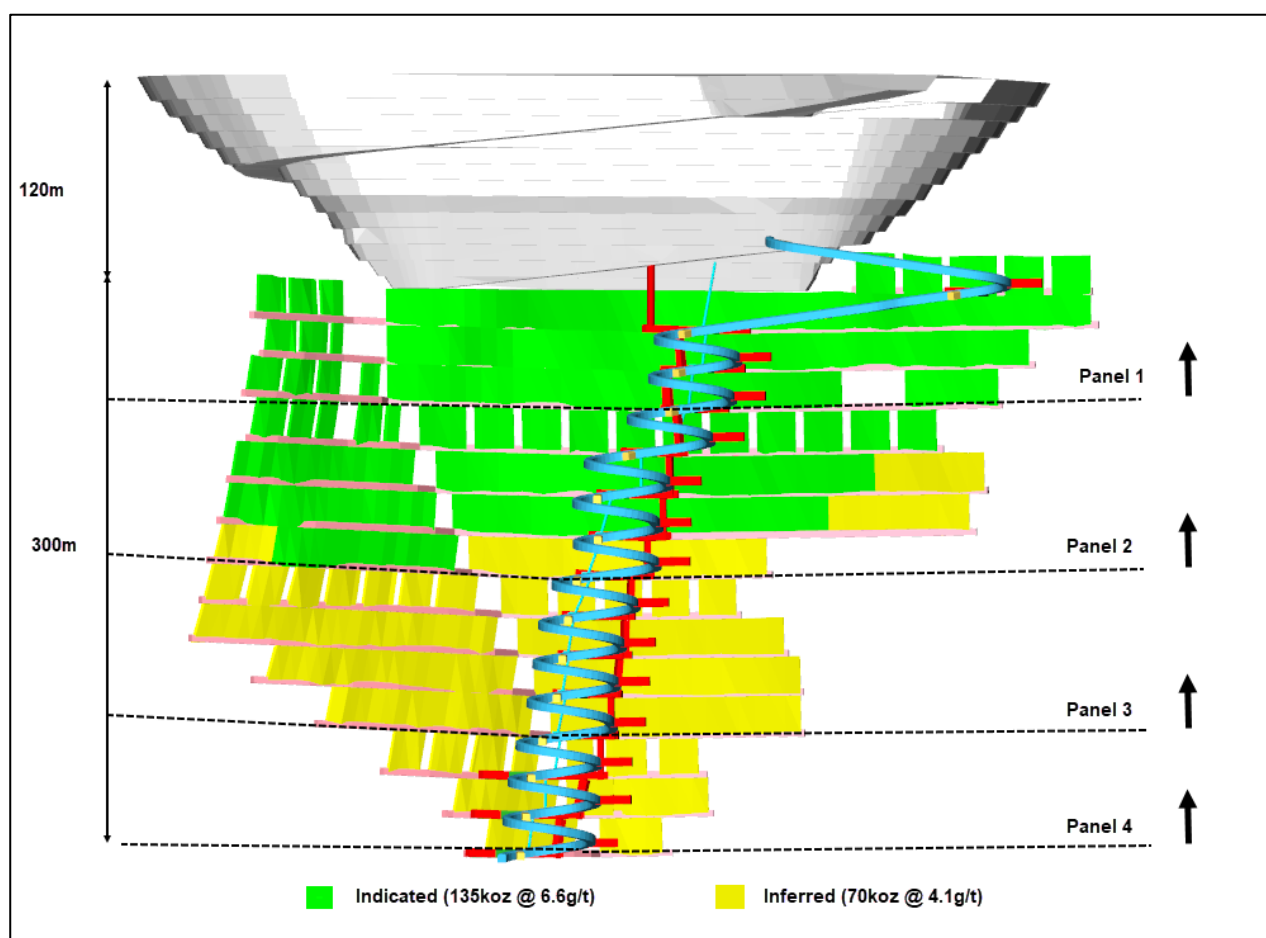 120m
Panel 1
300m
Panel 2
Panel 3
Panel 4
Indicated (135koz @ 6.6g/t)
Inferred (70koz @ 4.1g/t)